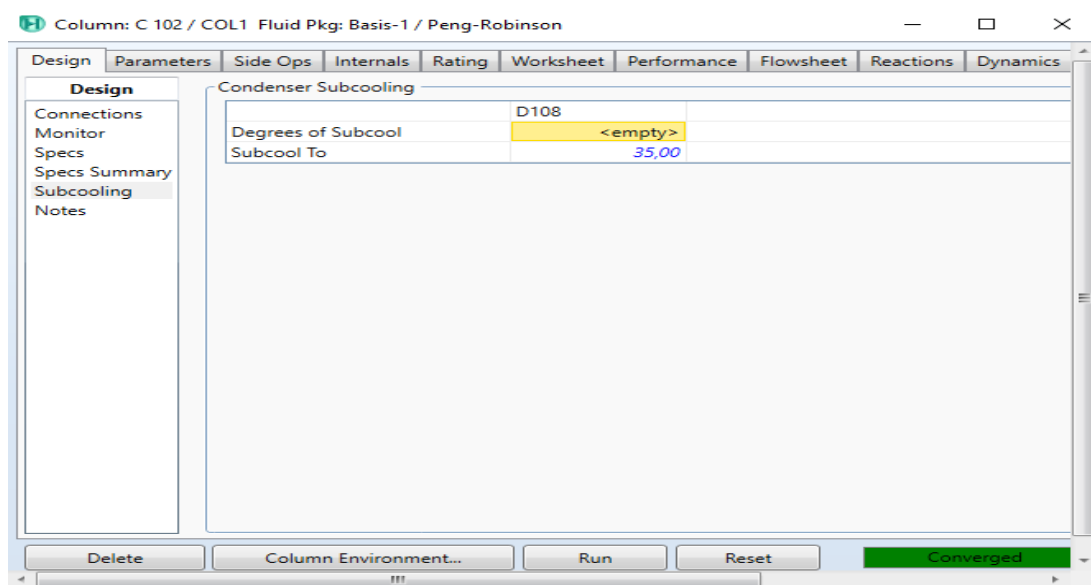 Column: C 102 / COL1 Fluid Pkg: Basis-1 / Peng-Robinson
Design Parameters Side Ops Internals Rating Worksheet Performance Flowsheet Reactions Dynamics
Design
Connections
Monitor
Specs
Specs Summary
Subcooling
Notes
Condenser Subcooling
D108
Degrees of Subcool <empty>
Subcool To 35,00
Delete Column Environment... Run Reset Converged